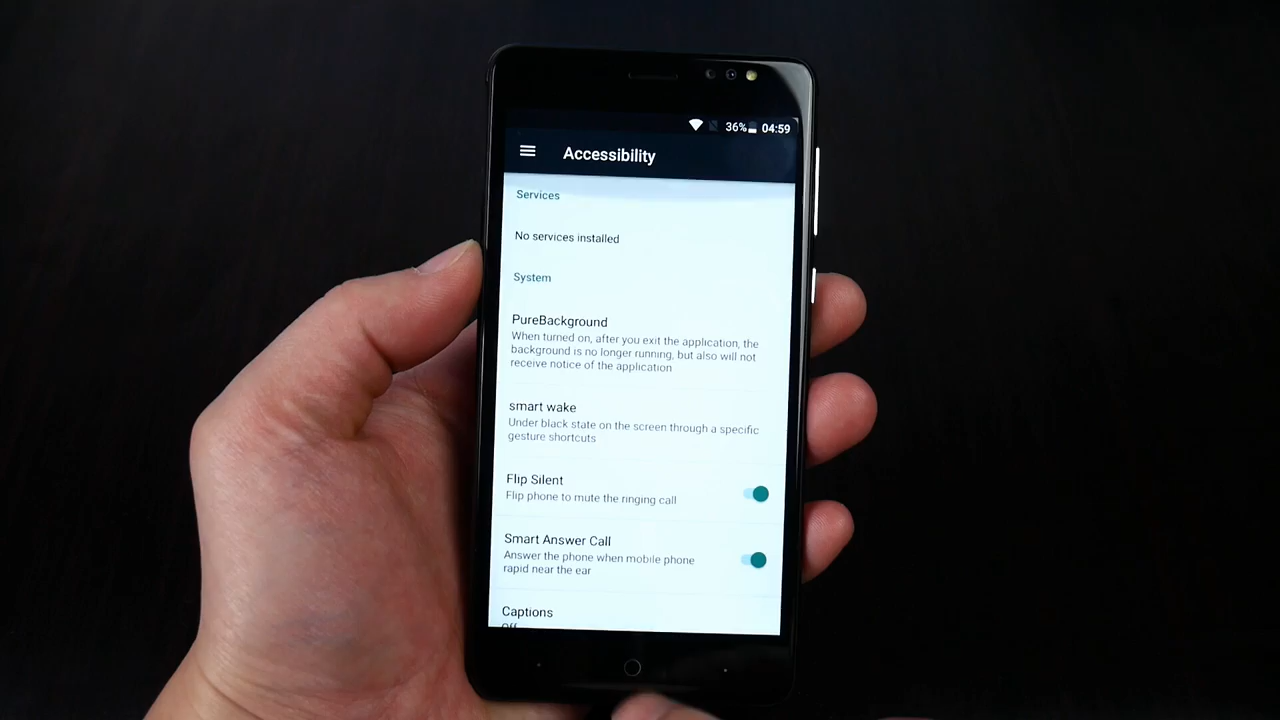 36% 04:59
Accessibility
Services
No services installed
System
PureBackground
When turned on, after you exit the application, the
background is no longer running, but also will not
receive notice of the application
smart wake
Under black state on the screen through a specific
gesture shortcuts
Flip Silent
Flip phone to mute the ringing call
Smart Answer Call
Answer the phone when mobile phone
rapid near the ear
Captions
Off